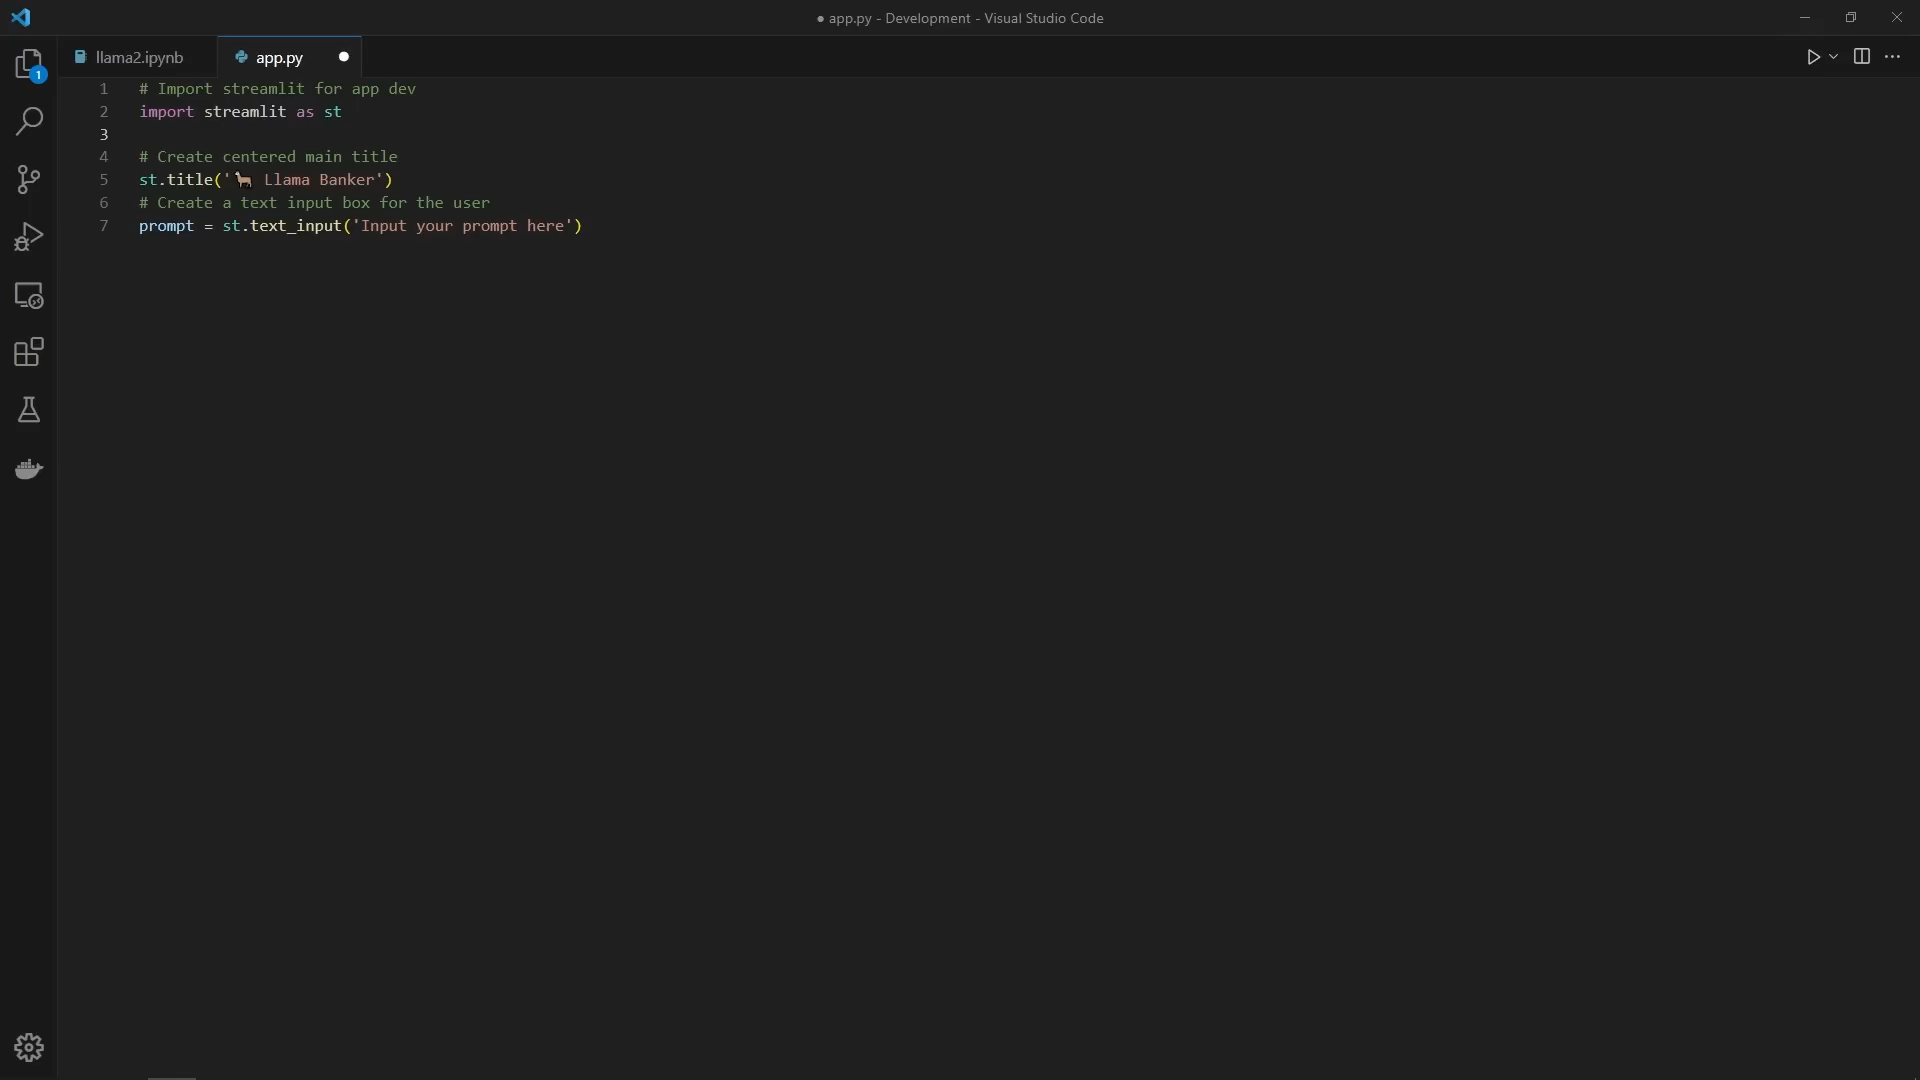 ● app.py - Development - Visual Studio Code
llama2.ipynb
app.py
1
1 # Import streamlit for app dev
2 import streamlit as st
3
4 # Create centered main title
5 st.title('🦙 Llama Banker')
6 # Create a text input box for the user
7 prompt = st.text_input('Input your prompt here')